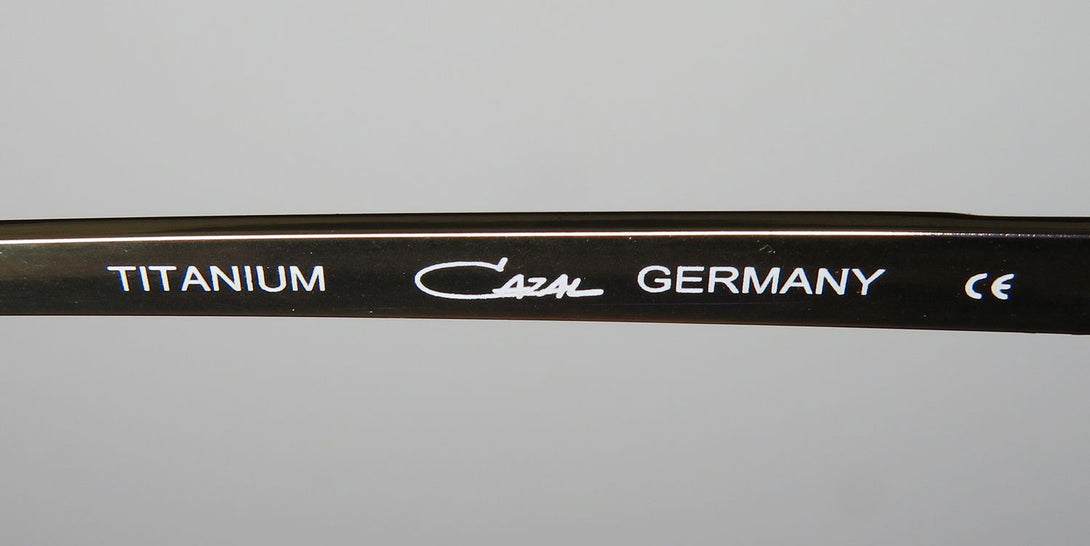 TITANIUM CAZAL GERMANY CE